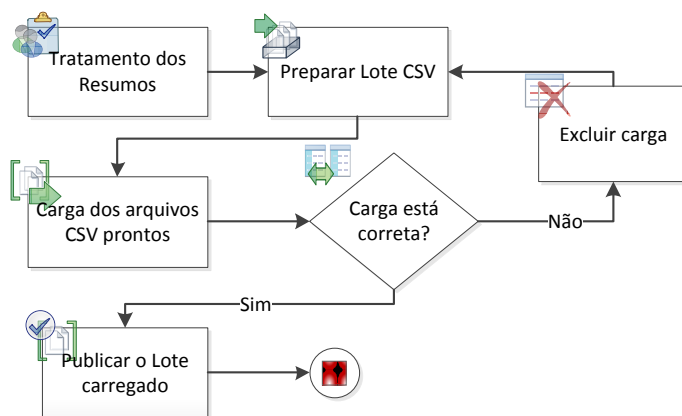 Tratamento dos
Resumos
Preparar Lote CSV
Excluir carga
Carga dos arquivos
CSV prontos
Carga está
correta?
Não
Sim
Publicar o Lote
carregado